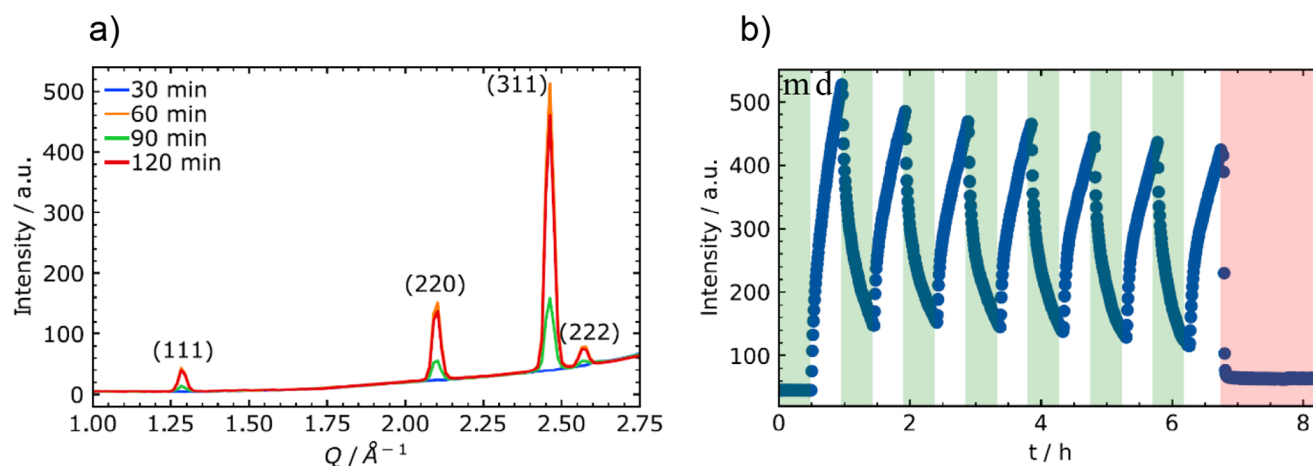 a)
b)
500
400
300
200
100
0
Intensity / a.u.
30 min
60 min
90 min
120 min
(111)
(220)
(311)
(222)
1.00 1.25 1.50 1.75 2.00 2.25 2.50 2.75
Q / Å⁻¹
m d
500
400
300
200
100
Intensity / a.u.
0 2 4 6 8
t / h